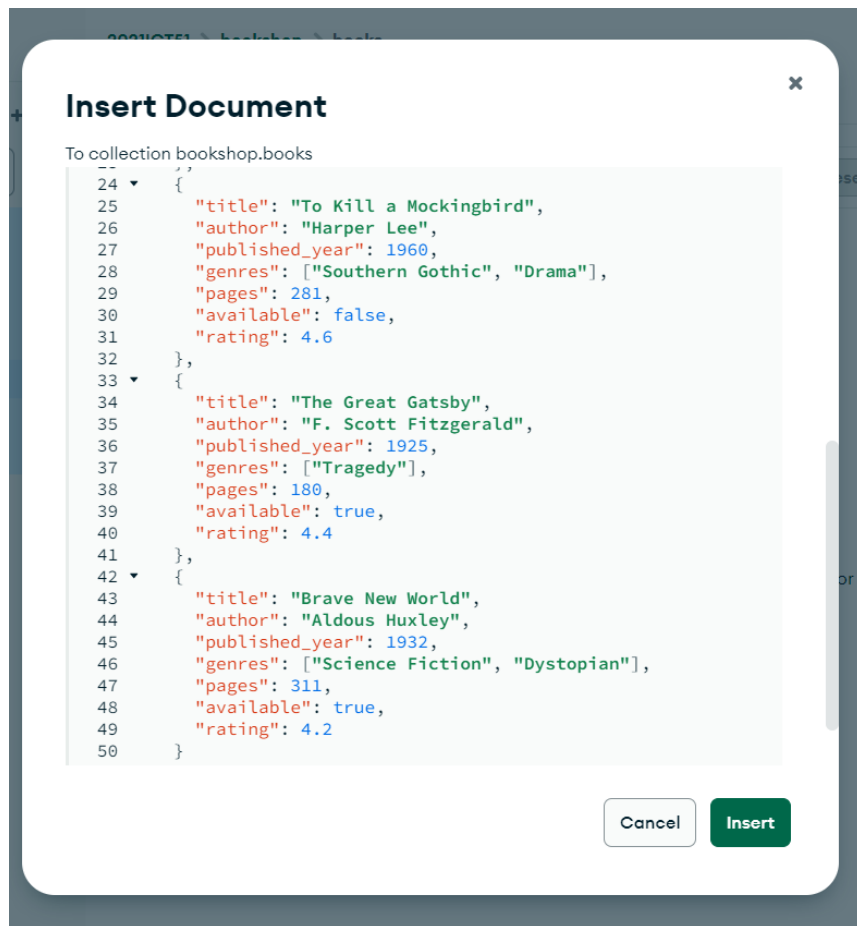 2021ICT51 > bookshop > books
Insert Document
To collection bookshop.books
24 {
25 "title": "To Kill a Mockingbird",
26 "author": "Harper Lee",
27 "published_year": 1960,
28 "genres": ["Southern Gothic", "Drama"],
29 "pages": 281,
30 "available": false,
31 "rating": 4.6
32 },
33 {
34 "title": "The Great Gatsby",
35 "author": "F. Scott Fitzgerald",
36 "published_year": 1925,
37 "genres": ["Tragedy"],
38 "pages": 180,
39 "available": true,
40 "rating": 4.4
41 },
42 {
43 "title": "Brave New World",
44 "author": "Aldous Huxley",
45 "published_year": 1932,
46 "genres": ["Science Fiction", "Dystopian"],
47 "pages": 311,
48 "available": true,
49 "rating": 4.2
50 }
Cancel
Insert